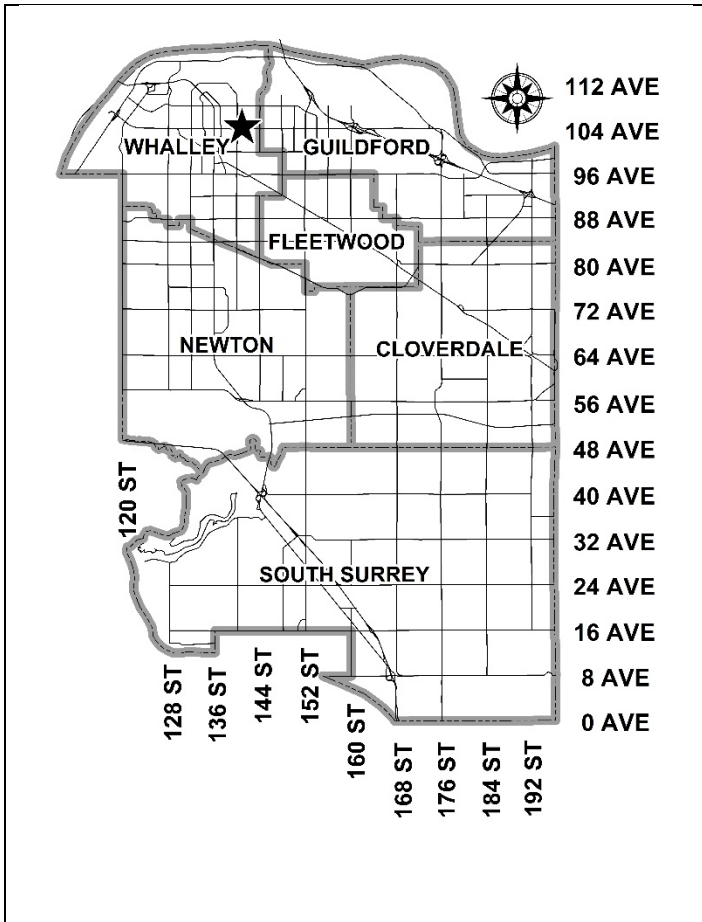 112 AVE
104 AVE
WHALLEY
GUILDFORD
96 AVE
88 AVE
FLEETWOOD
80 AVE
72 AVE
NEWTON
CLOVERDALE
64 AVE
56 AVE
48 AVE
120 ST
40 AVE
32 AVE
SOUTH SURREY
24 AVE
16 AVE
128 ST
136 ST
144 ST
152 ST
160 ST
8 AVE
0 AVE
168 ST
176 ST
184 ST
192 ST